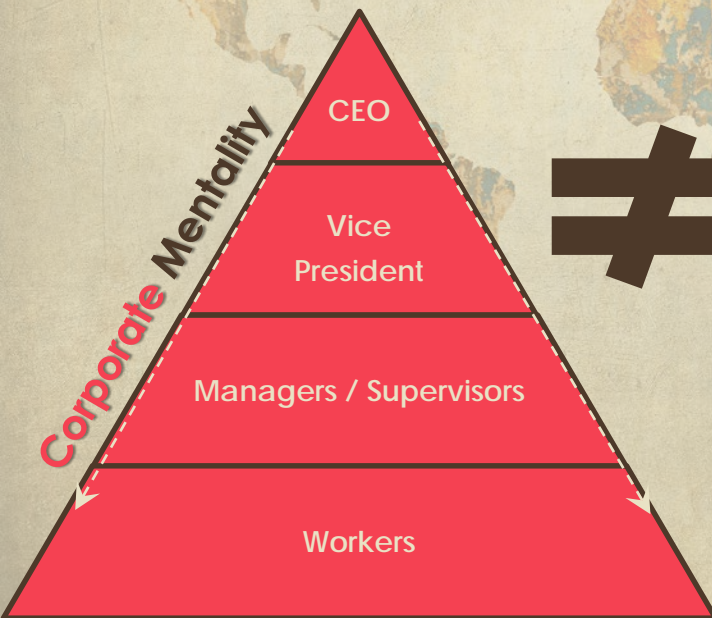 Corporate Mentality
CEO
Vice
President
≠
Managers / Supervisors
Workers